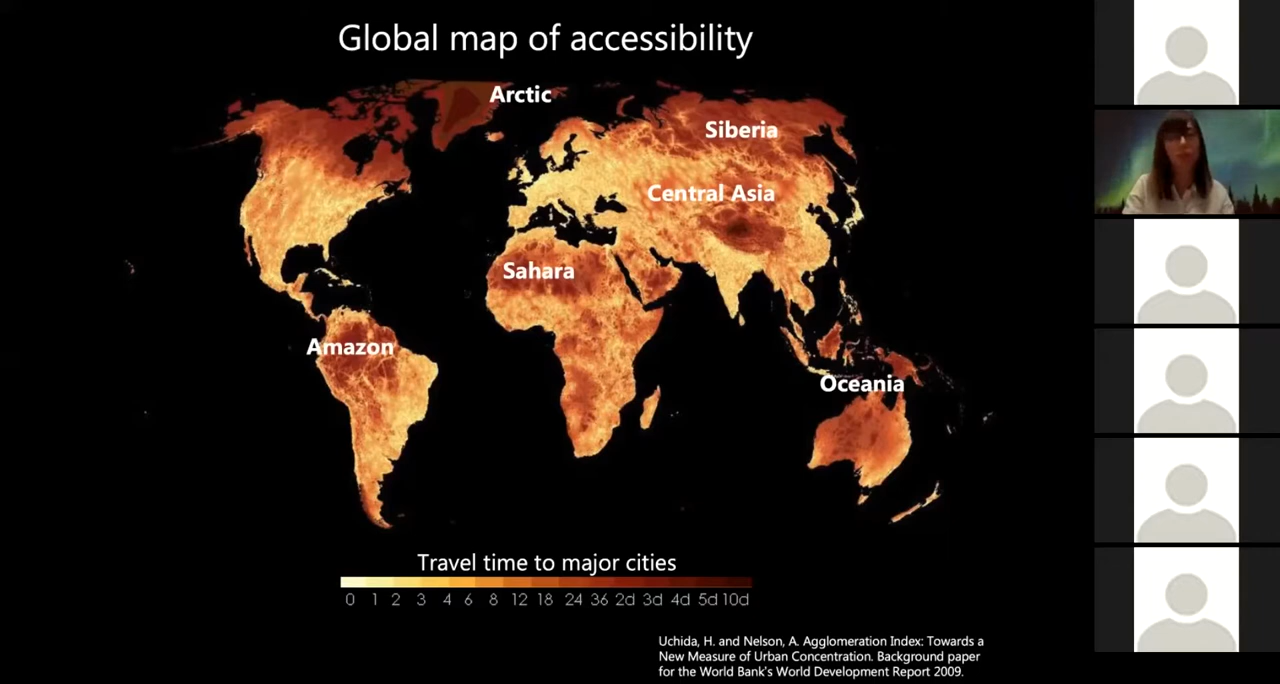 Global map of accessibility
Arctic
Siberia
Central Asia
Sahara
Amazon
Oceania
Travel time to major cities
0 1 2 3 4 6 8 12 18 24 36 2d 3d 4d 5d 10d
Uchida, H. and Nelson, A. Agglomeration Index: Towards a
New Measure of Urban Concentration. Background paper
for the World Bank's World Development Report 2009.